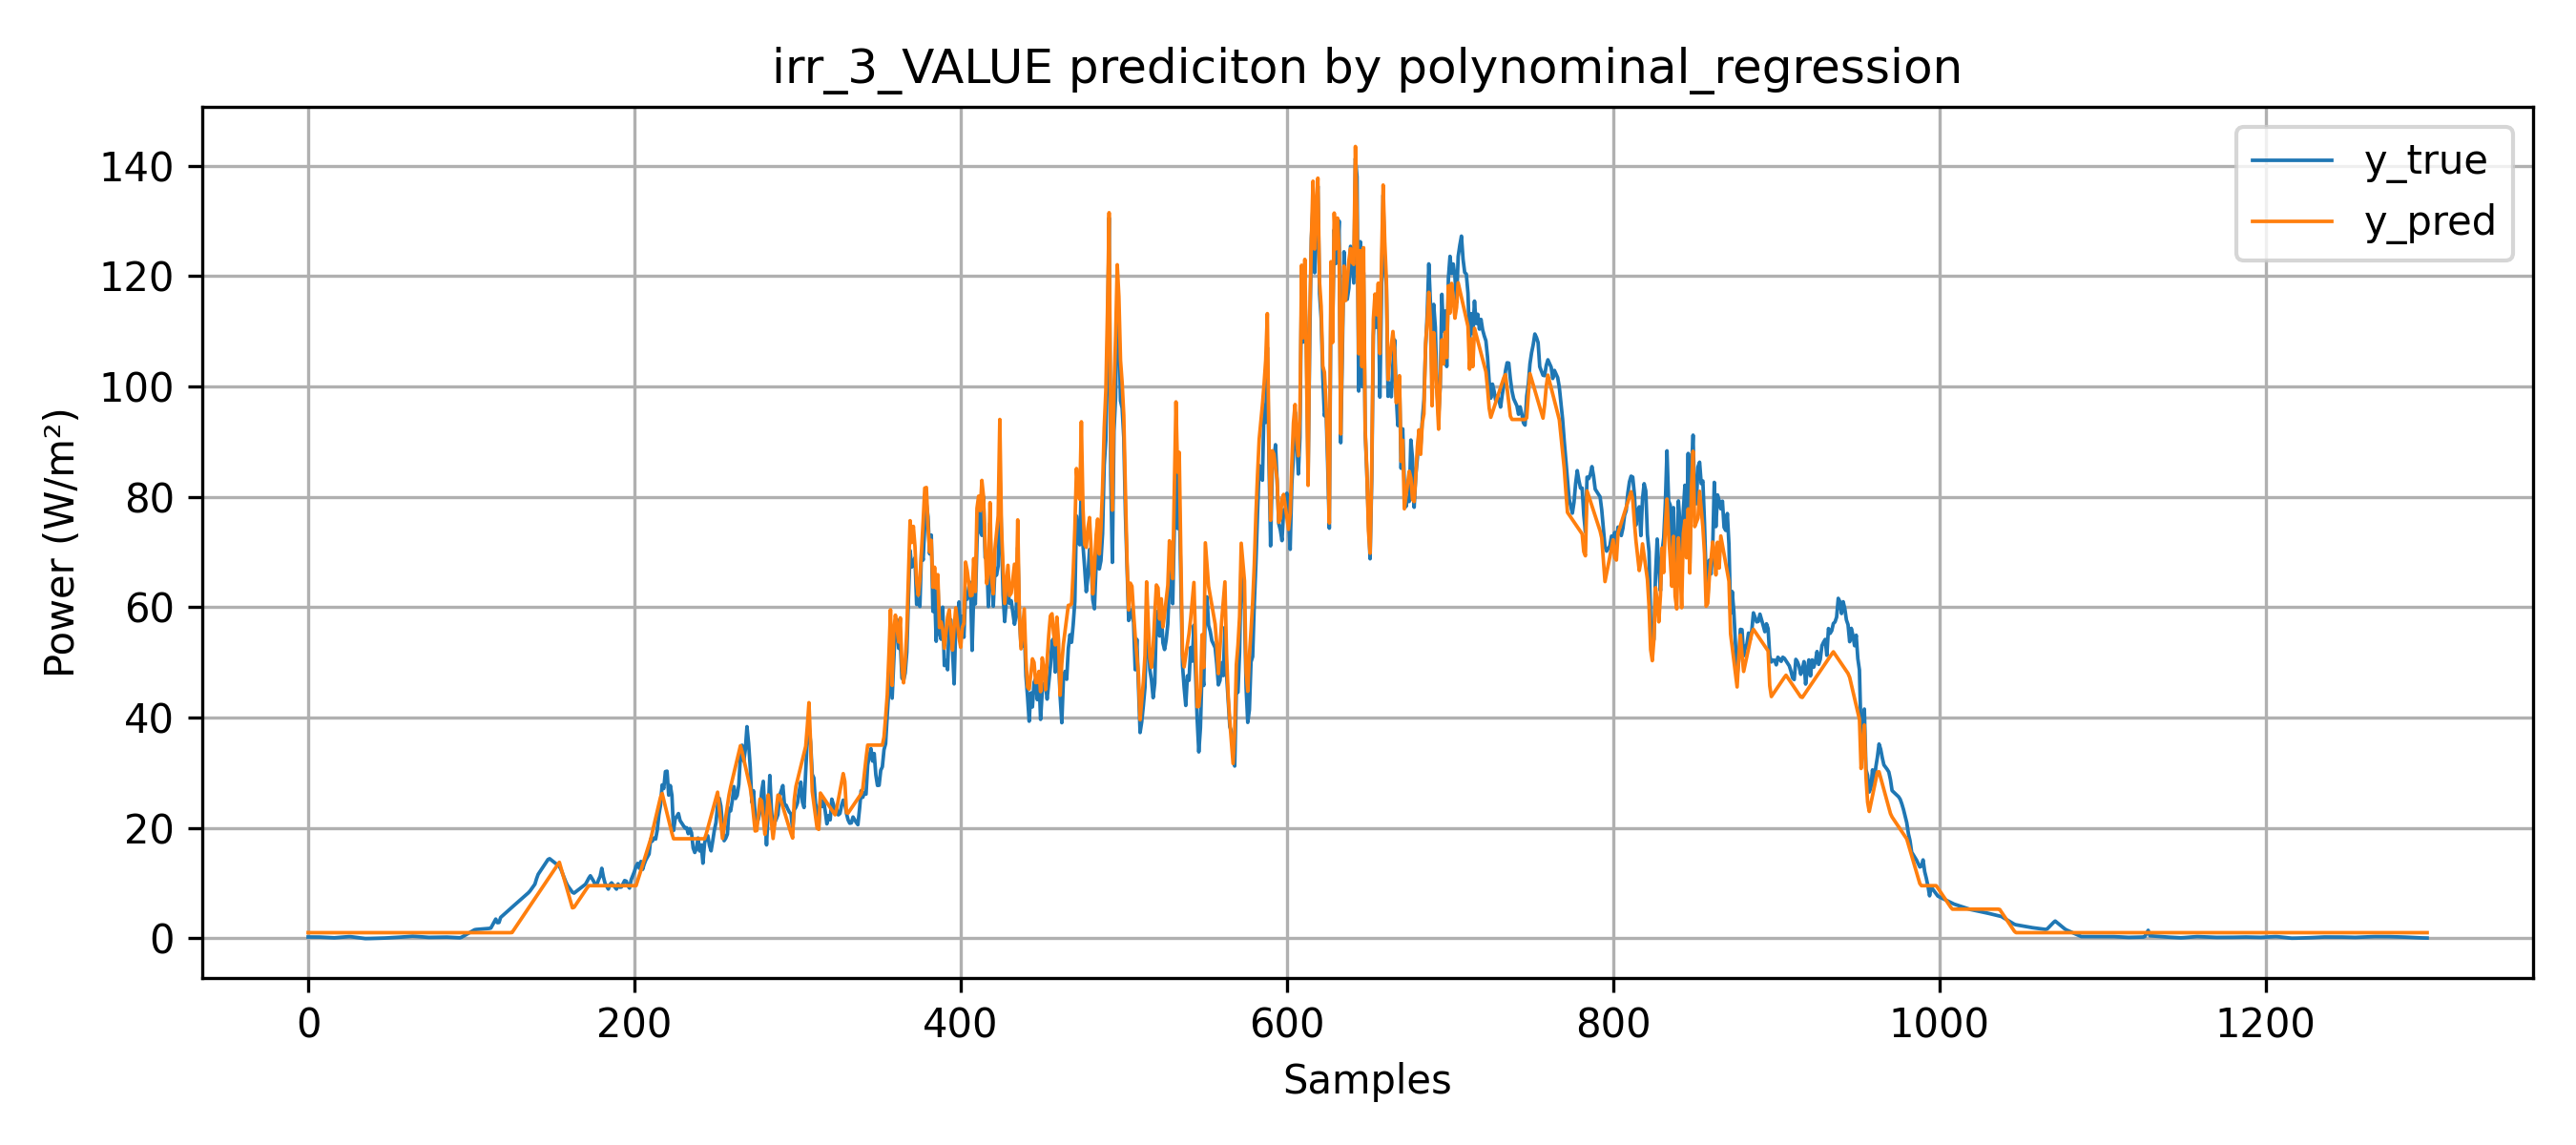 irr_3_VALUE prediciton by polynominal_regression
y_true
y_pred
Power (W/m²)
140
120
100
80
60
40
20
0
0 200 400 600 800 1000 1200
Samples